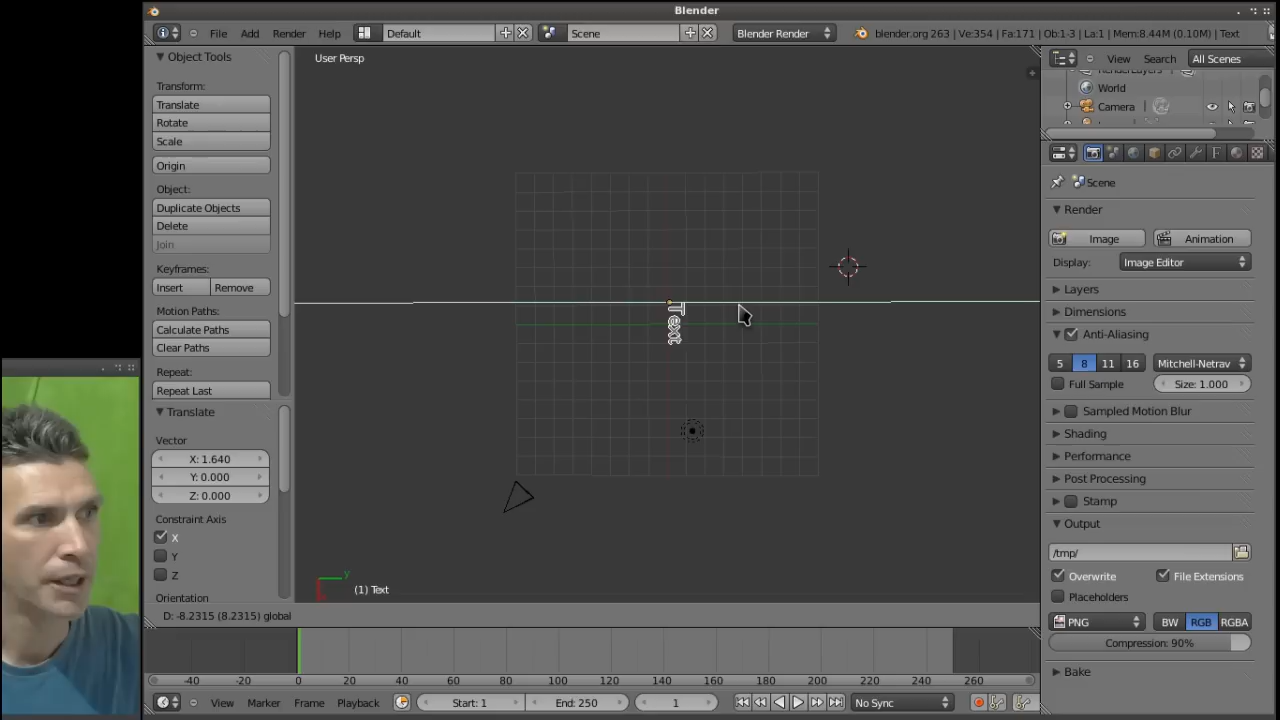 Blender
File Add Render Help Default Scene Blender Render blender.org 263 | Ve:354 | Fa:171 | Ob:1-3 | La:1 | Mem:8.44M (0.10M) | Text
Object Tools
Transform:
Translate
Rotate
Scale
Origin
Object:
Duplicate Objects
Delete
Join
Keyframes:
Insert Remove
Motion Paths:
Calculate Paths
Clear Paths
Repeat:
Repeat Last
Translate
Vector
X: 1.640
Y: 0.000
Z: 0.000
Constraint Axis
X
Y
Z
Orientation
User Persp
Text
y
(1) Text
D: -8.2315 (8.2315) global
View Search All Scenes
RenderLayers
World
Camera
Scene
Render
Image Animation
Display: Image Editor
Layers
Dimensions
Anti-Aliasing
5 8 11 16 Mitchell-Netrav
Full Sample Size: 1.000
Sampled Motion Blur
Shading
Performance
Post Processing
Stamp
Output
/tmp/
Overwrite File Extensions
Placeholders
PNG BW RGB RGBA
Compression: 90%
Bake
-40 -20 0 20 40 60 80 100 120 140 160 180 200 220 240 260
View Marker Frame Playback Start: 1 End: 250 1 No Sync